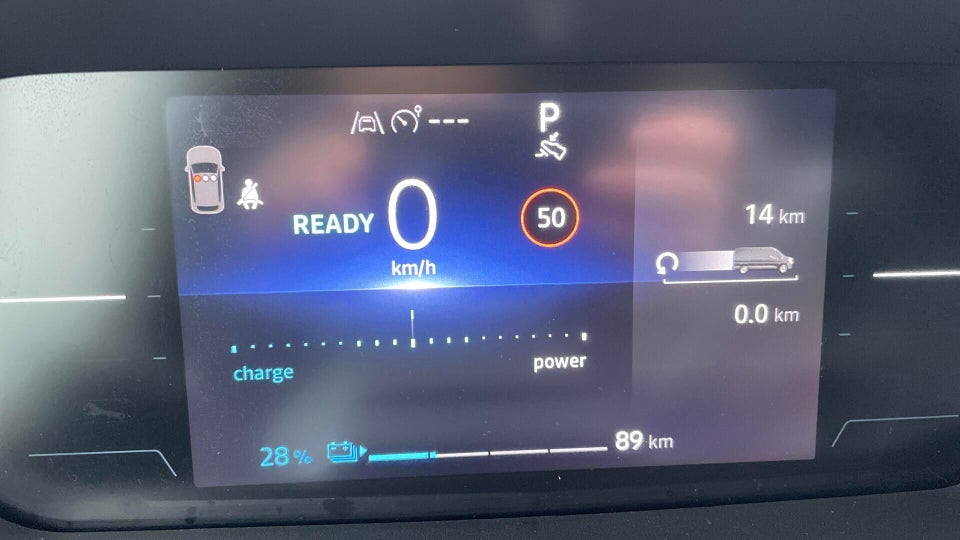 ---
P
READY 0
km/h
50
14 km
0.0 km
charge
power
28 %
89 km